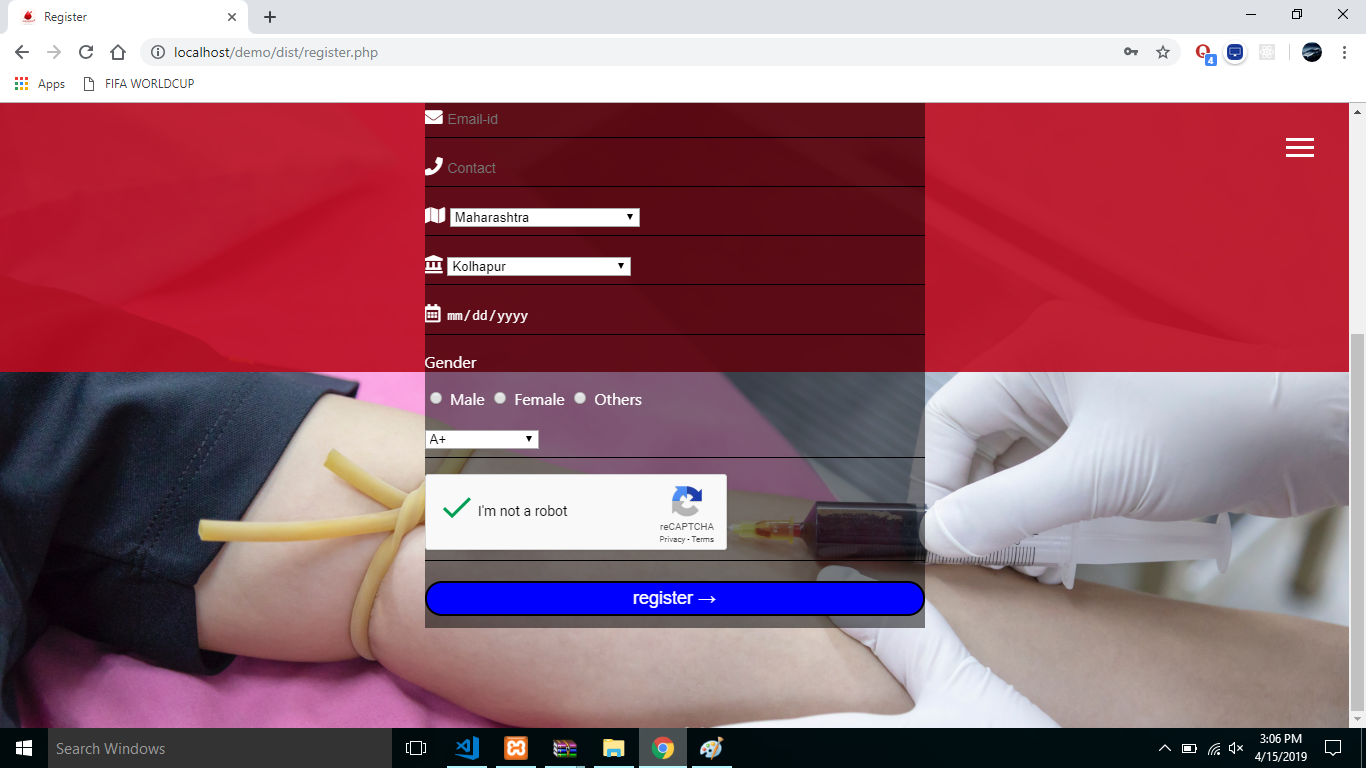 Register
localhost/demo/dist/register.php
4
Apps
FIFA WORLDCUP
Email-id
Contact
Maharashtra
Kolhapur
mm/dd/yyyy
Gender
Male Female Others
A+
I'm not a robot
reCAPTCHA
Privacy - Terms
register →
Search Windows
3:06 PM
4/15/2019